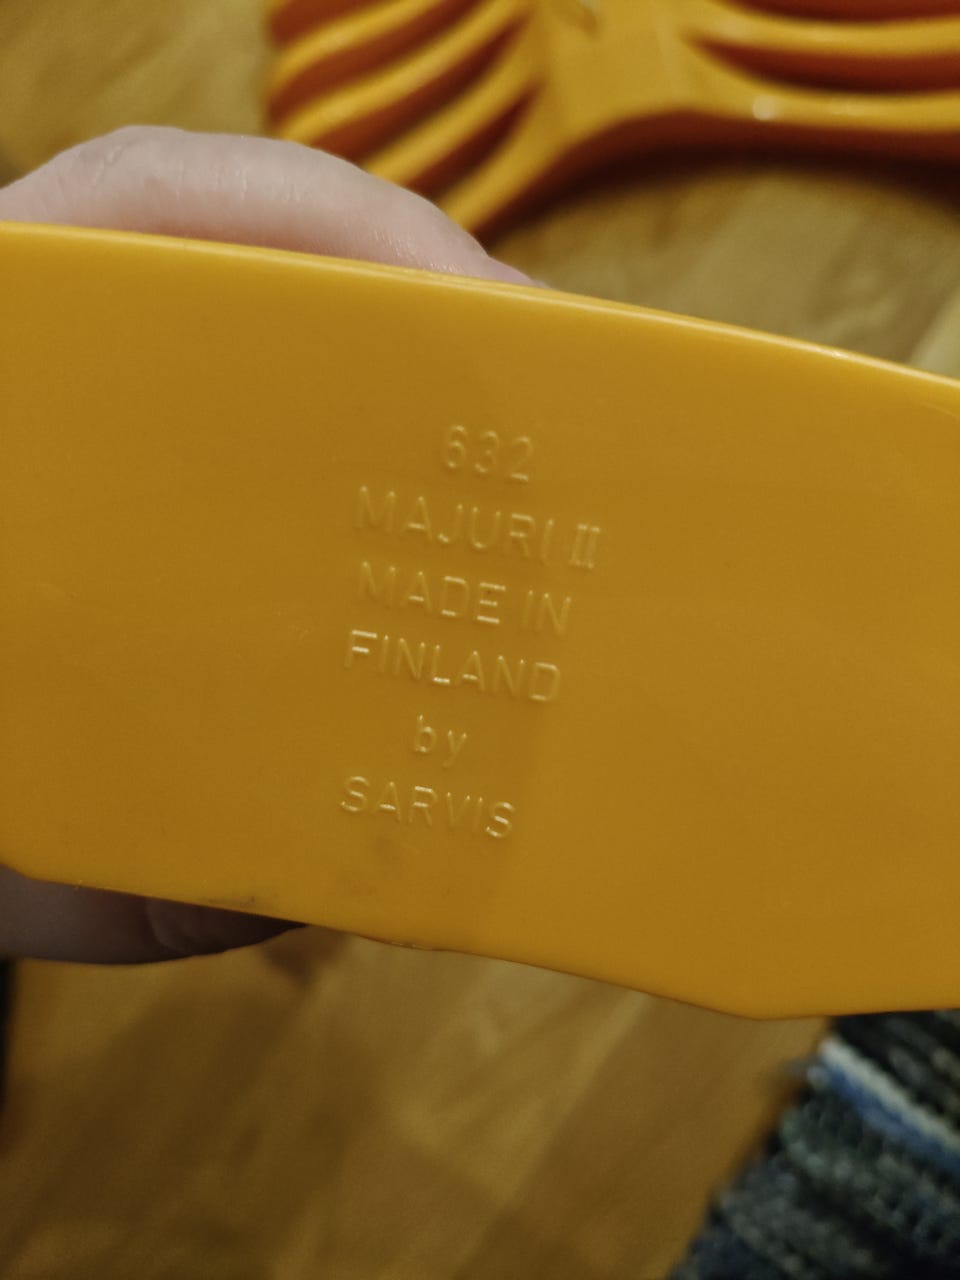 632
MAJURI II
MADE IN
FINLAND
by
SARVIS